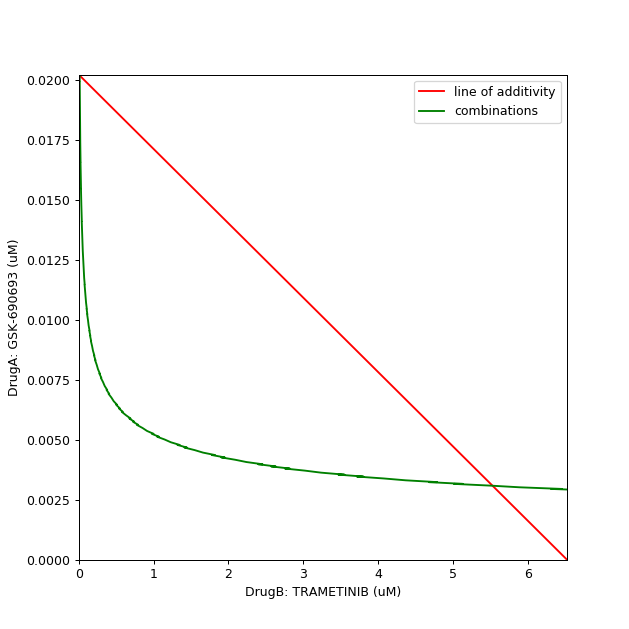 line of additivity
combinations
0.0200
0.0175
0.0150
0.0125
0.0100
0.0075
0.0050
0.0025
0.0000
DrugA: GSK-690693 (uM)
0 1 2 3 4 5 6
DrugB: TRAMETINIB (uM)